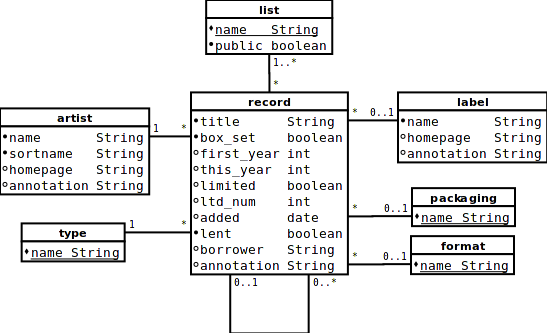 list
name String
public boolean
1..*
*
record
title String
box_set boolean
first_year int
this_year int
limited boolean
ltd_num int
added date
lent boolean
borrower String
annotation String
artist
name String
sortname String
homepage String
annotation String
1 *
label
name String
homepage String
annotation String
* 0..1
type
name String
1 *
packaging
name String
* 0..1
format
name String
* 0..1
0..1 0..*